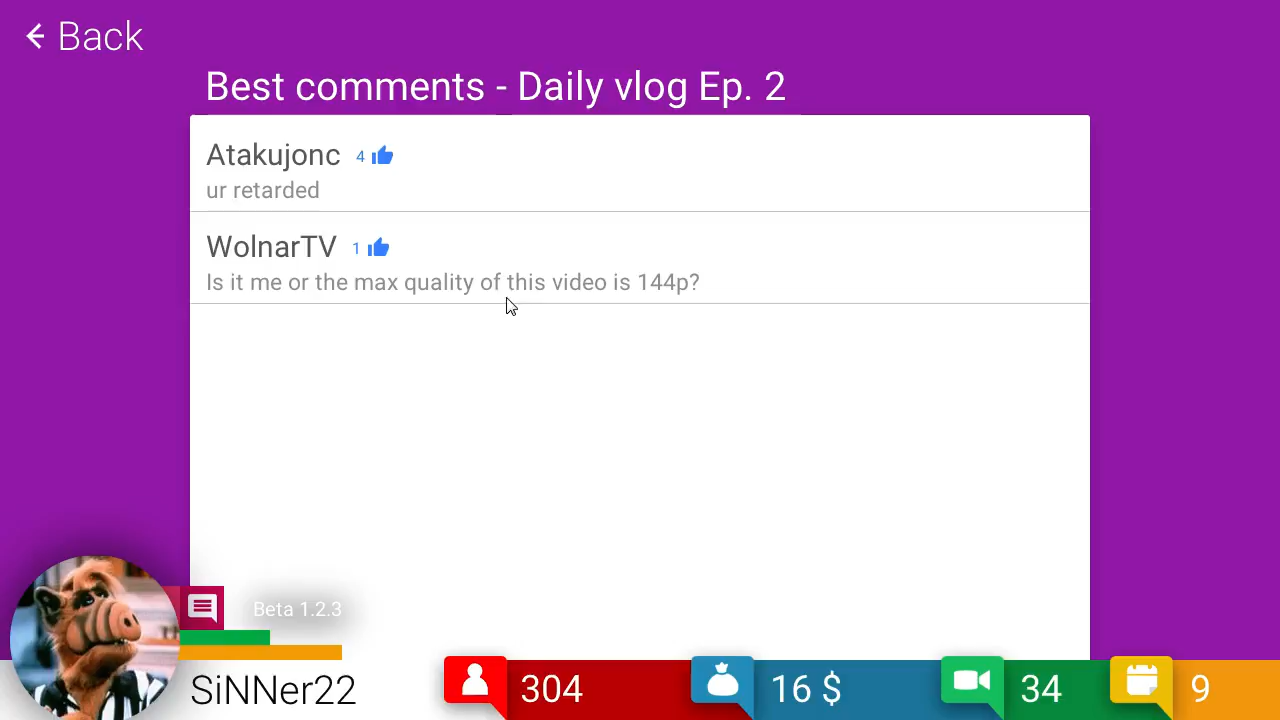 Back
Best comments - Daily vlog Ep. 2
Atakujonc 4
ur retarded
WolnarTV 1
Is it me or the max quality of this video is 144p?
Beta 1.2.3
SiNNer22 304 16 $ 34 9